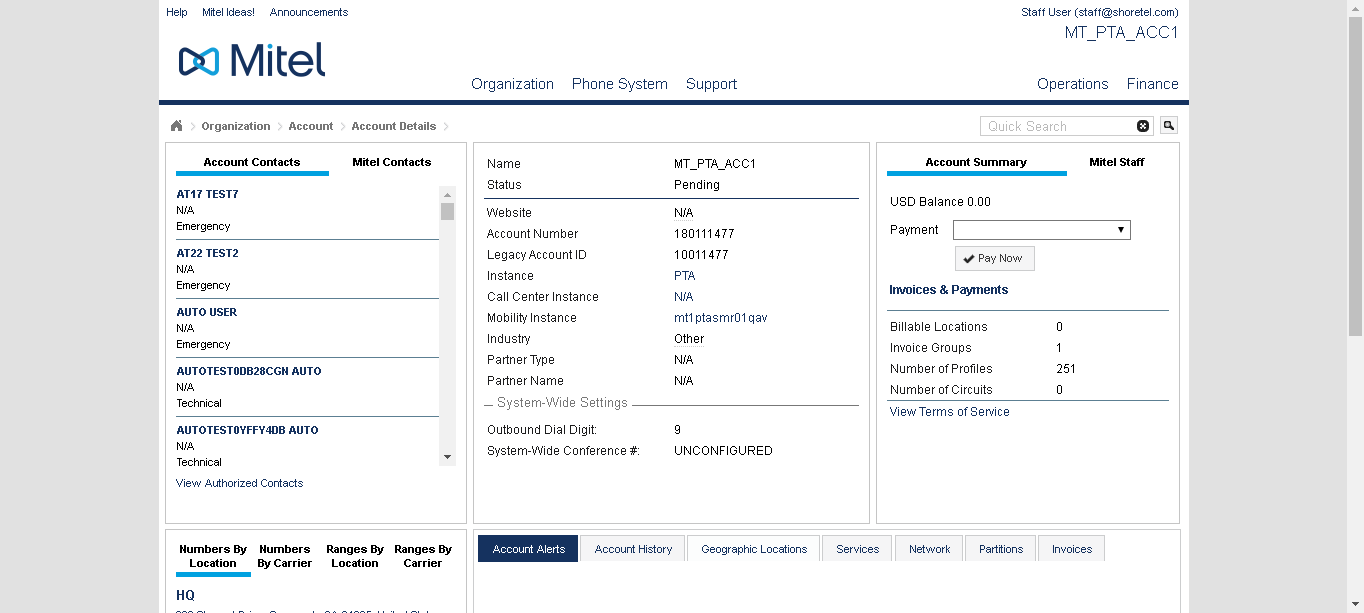 Help Mitel Ideas! Announcements
Staff User (staff@shoretel.com)
MT_PTA_ACC1
Mitel
Organization Phone System Support
Operations Finance
Organization Account Account Details
Quick Search
Account Contacts Mitel Contacts
AT17 TEST7
N/A
Emergency
AT22 TEST2
N/A
Emergency
AUTO USER
N/A
Emergency
AUTOTEST0DB28CGN AUTO
N/A
Technical
AUTOTEST0YFFY4DB AUTO
N/A
Technical
View Authorized Contacts
Name MT_PTA_ACC1
Status Pending
Website N/A
Account Number 180111477
Legacy Account ID 10011477
Instance PTA
Call Center Instance N/A
Mobility Instance mt1ptasmr01qav
Industry Other
Partner Type N/A
Partner Name N/A
System-Wide Settings
Outbound Dial Digit: 9
System-Wide Conference #: UNCONFIGURED
Account Summary Mitel Staff
USD Balance 0.00
Payment
Pay Now
Invoices & Payments
Billable Locations 0
Invoice Groups 1
Number of Profiles 251
Number of Circuits 0
View Terms of Service
Numbers By Location Numbers By Carrier Ranges By Location Ranges By Carrier
HQ
Account Alerts Account History Geographic Locations Services Network Partitions Invoices